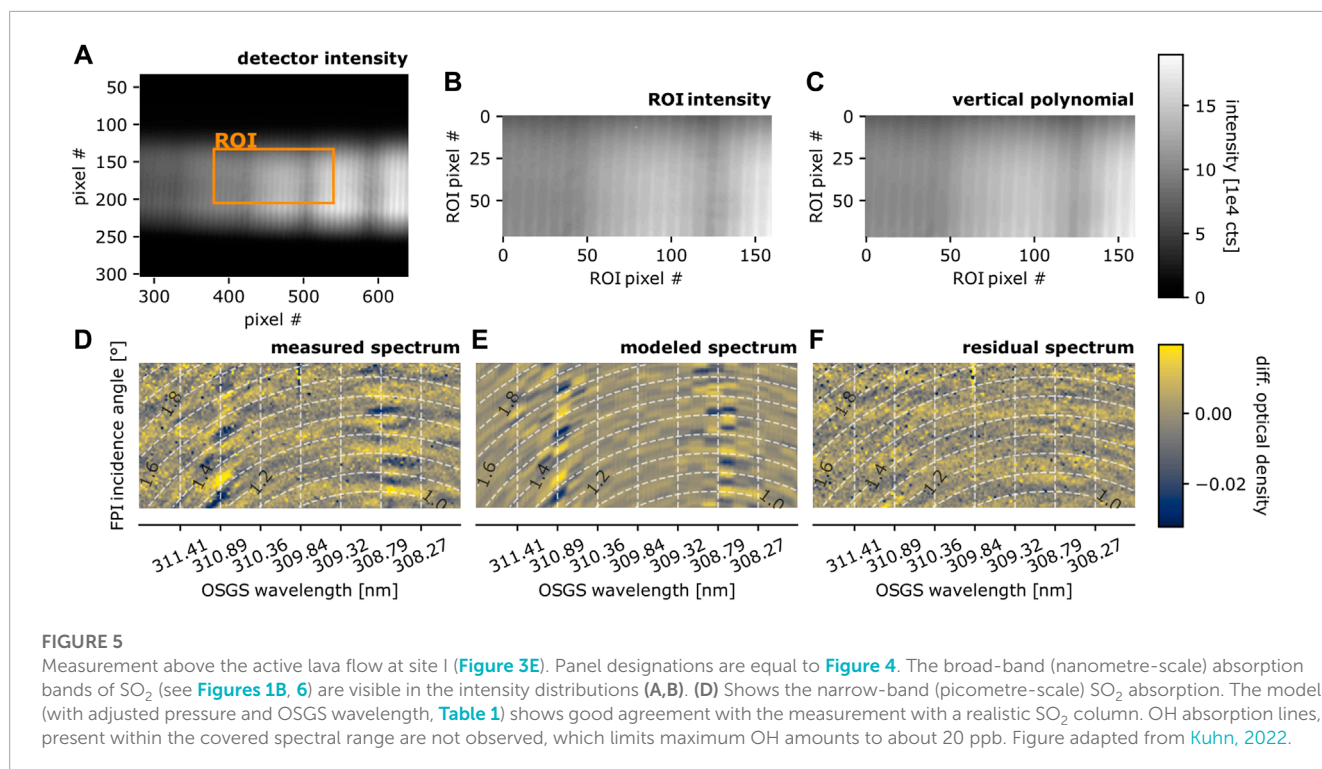 A
detector intensity
50
100
150
200
250
300
pixel #
ROI
300 400 500 600
pixel #
B
ROI intensity
0
25
50
ROI pixel #
0 50 100 150
ROI pixel #
C
vertical polynomial
0
25
50
ROI pixel #
0 50 100 150
ROI pixel #
15
10
5
0
intensity [1e4 cts]
D
measured spectrum
FPI incidence angle [°]
1.8
1.6
1.4
1.2
1.0
311.41 310.89 310.36 309.84 309.32 308.79 308.27
OSGS wavelength [nm]
E
modeled spectrum
1.8
1.6
1.4
1.2
1.0
311.41 310.89 310.36 309.84 309.32 308.79 308.27
OSGS wavelength [nm]
F
residual spectrum
1.8
1.6
1.4
1.2
1.0
311.41 310.89 310.36 309.84 309.32 308.79 308.27
OSGS wavelength [nm]
0.00
−0.02
diff. optical density
FIGURE 5
Measurement above the active lava flow at site I (Figure 3E). Panel designations are equal to Figure 4. The broad-band (nanometre-scale) absorption
bands of SO2 (see Figures 1B, 6) are visible in the intensity distributions (A,B). (D) Shows the narrow-band (picometre-scale) SO2 absorption. The model
(with adjusted pressure and OSGS wavelength, Table 1) shows good agreement with the measurement with a realistic SO2 column. OH absorption lines,
present within the covered spectral range are not observed, which limits maximum OH amounts to about 20 ppb. Figure adapted from Kuhn, 2022.